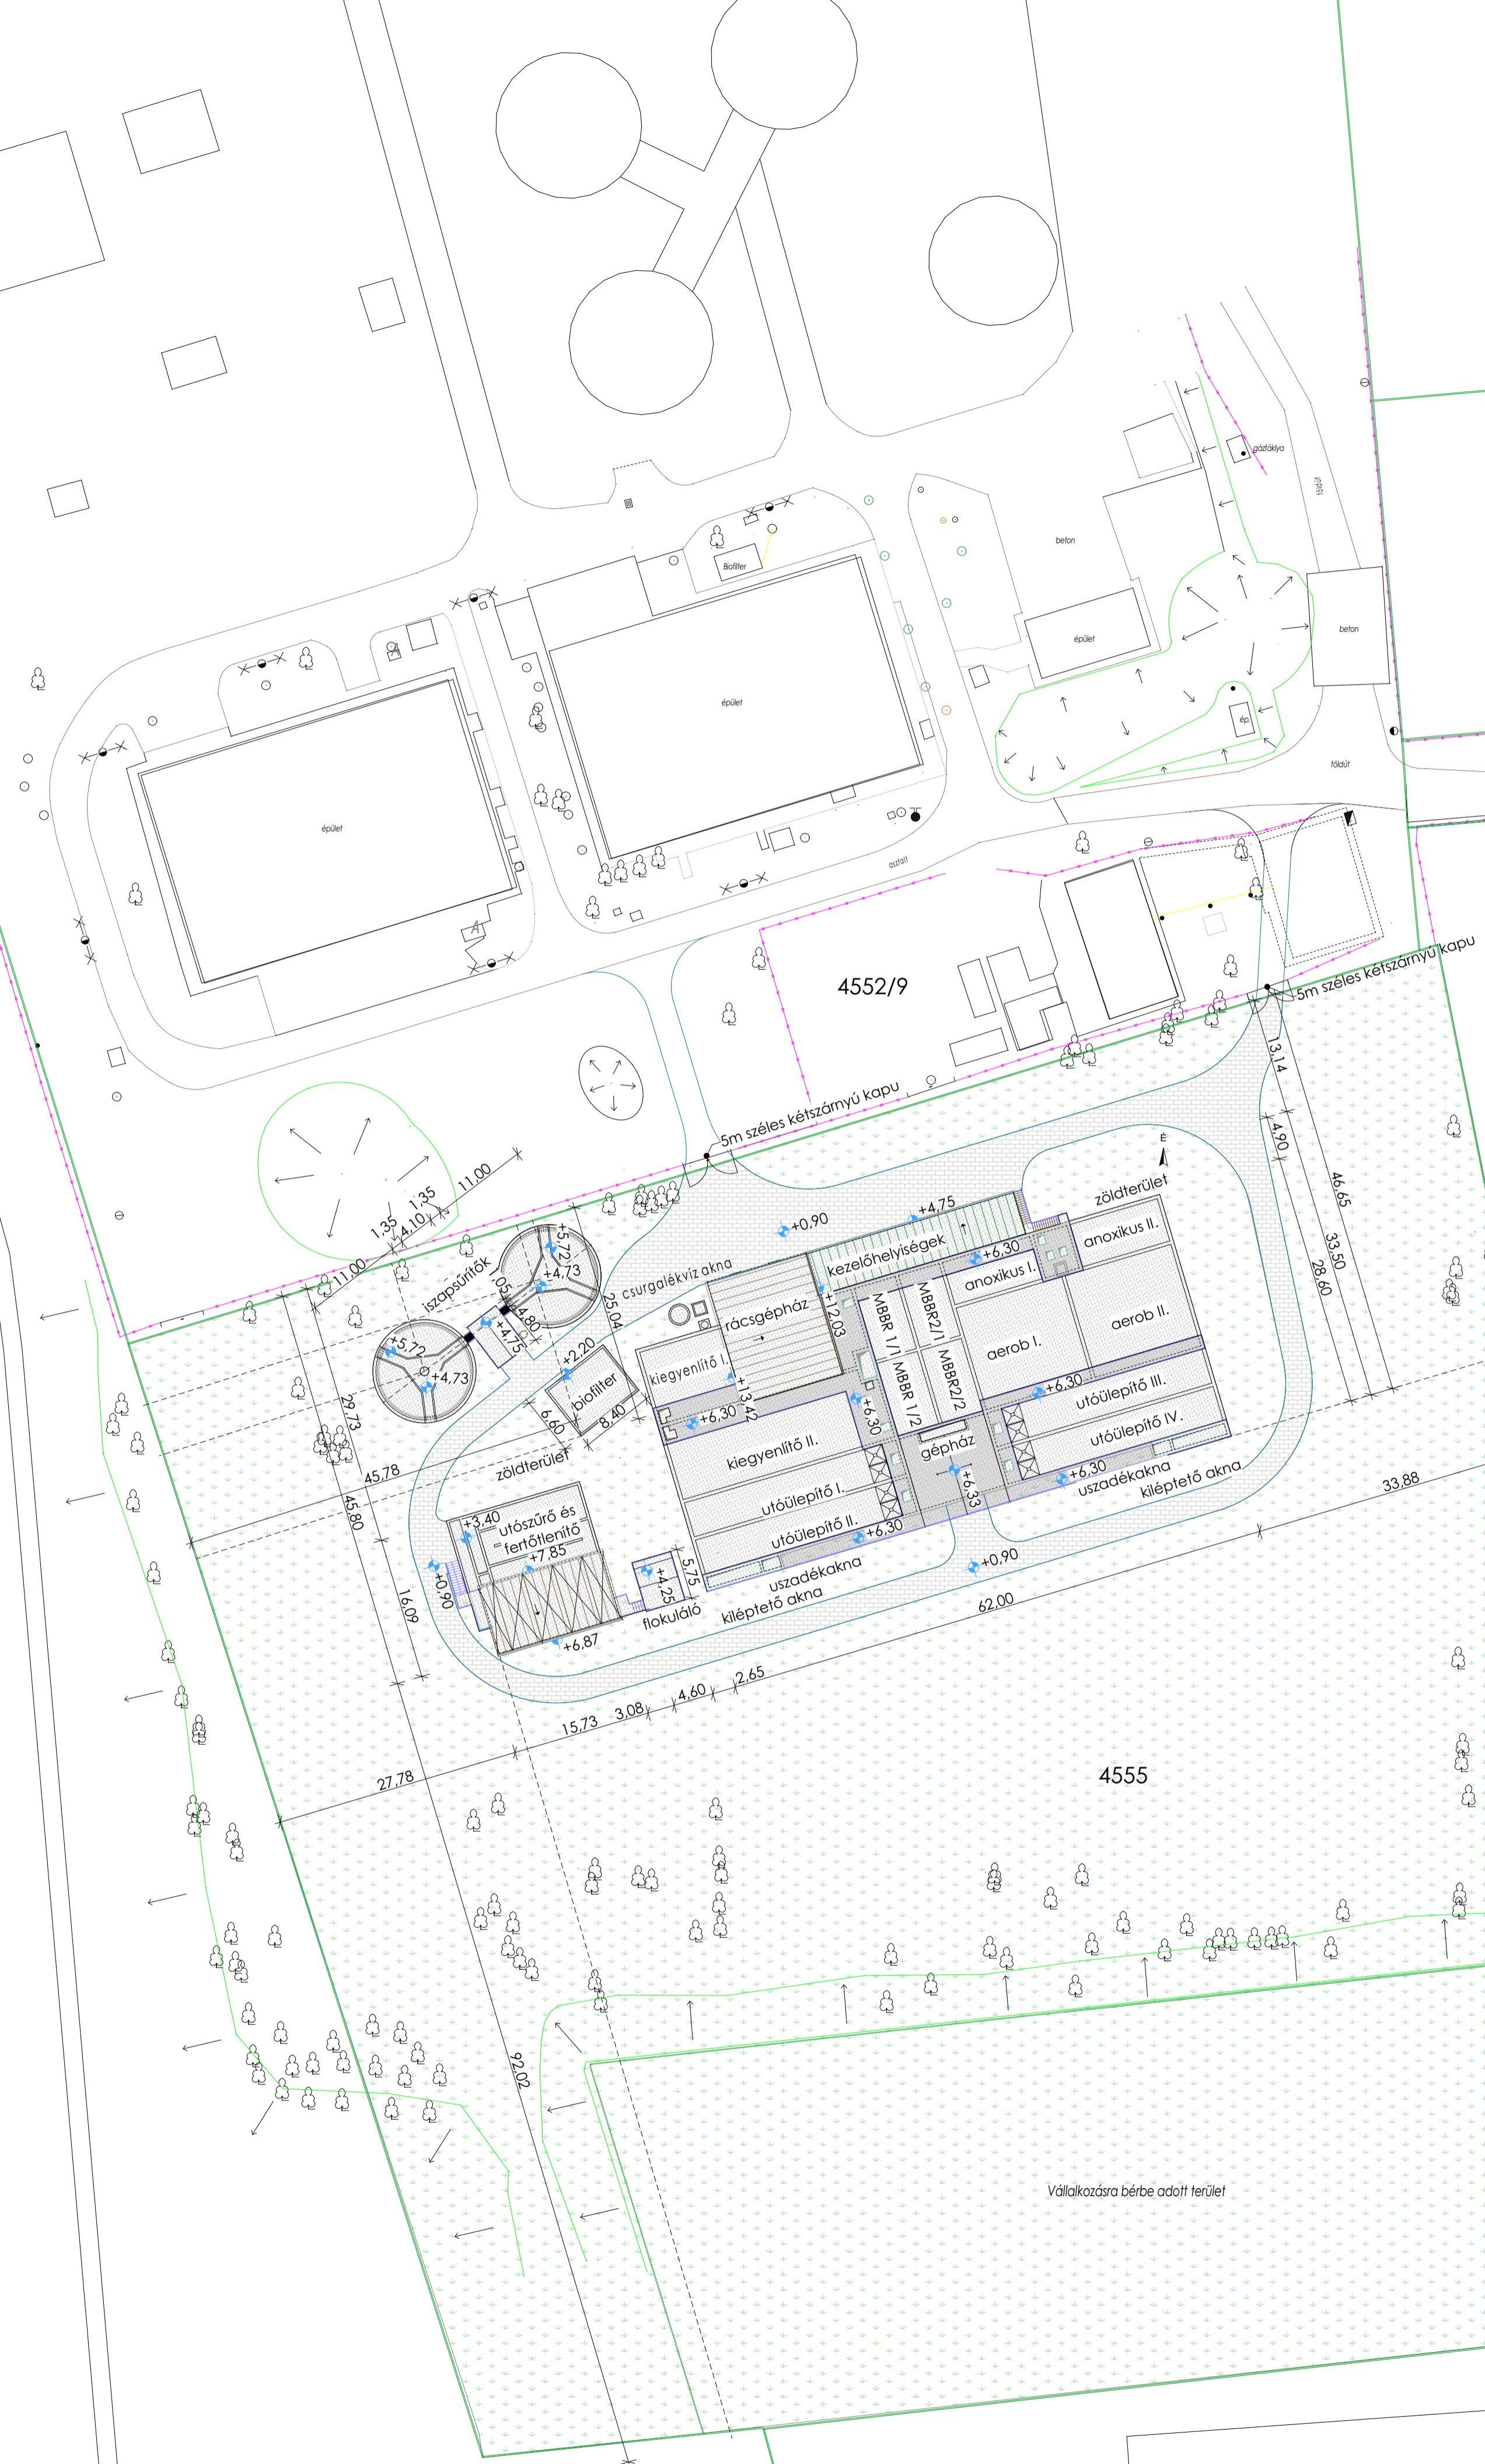 gázfáklya
földút
beton
Biofilter
épület
beton
épület
ép.
földút
épület
aszfalt
4552/9
5m széles kétszárnyú kapu
5m széles kétszárnyú kapu
13,14
4,90
46,65
33,50
28,60
É
zöldterület
11,00
1,35
4,10
1,35
11,00
iszapsűrítők
+5,72
+4,73
7,05
4,80
+4,75
+5,72
+4,73
csurgalékvíz akna
25,04
+0,90
+4,75
kezelőhelyiségek
+6,30
anoxikus II.
anoxikus I.
rácsgépház
+12,03
MBBR 1/1
MBBR2/1
aerob II.
aerob I.
MBBR 1/2
MBBR2/2
kiegyenlítő I.
+13,42
+2,20
biofilter
6,60
8,40
+6,30
+6,30
+6,30
utóülepítő III.
utóülepítő IV.
kiegyenlítő II.
gépház
+6,33
+6,30
uszadékakna
kiléptető akna
29,73
45,78
45,80
zöldterület
utóülepítő I.
utóülepítő II.
+6,30
33,88
+3,40
utószűrő és
fertőtlenítő
+7,85
+0,90
+4,25
5,75
flokuláló
uszadékakna
kiléptető akna
+0,90
16,09
+6,87
62,00
2,65
4,60
3,08
15,73
27,78
4555
92,02
Vállalkozásra bérbe adott terület